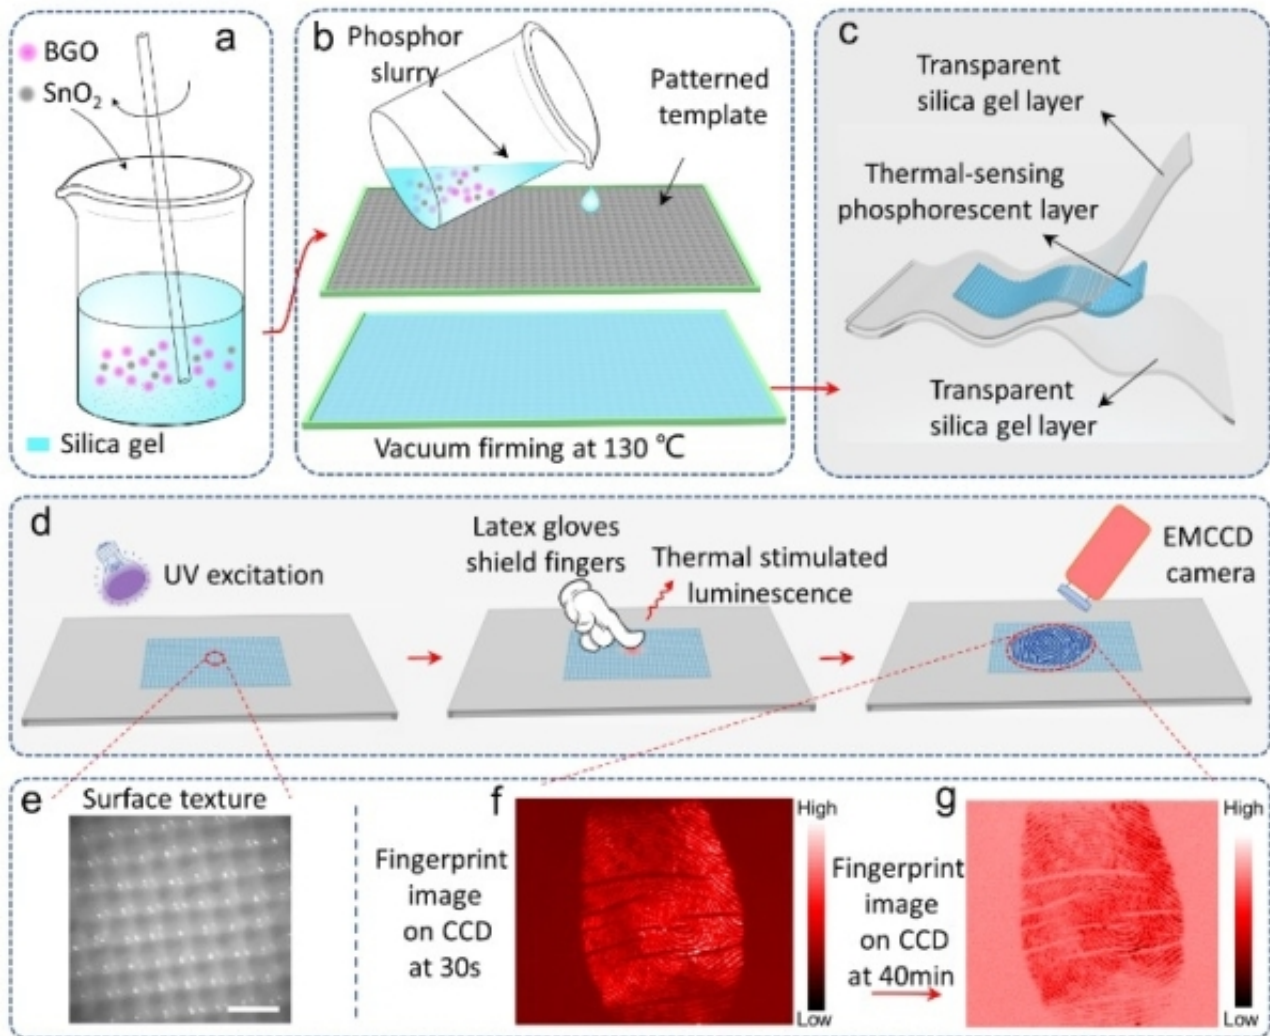 a
BGO
SnO₂
Silica gel
b
Phosphor
slurry
Patterned
template
Vacuum firming at 130 ℃
c
Transparent
silica gel layer
Thermal-sensing
phosphorescent layer
Transparent
silica gel layer
d
UV excitation
Latex gloves
shield fingers
Thermal stimulated
luminescence
EMCCD
camera
e
Surface texture
Fingerprint
image
on CCD
at 30s
f
High
Low
Fingerprint
image
on CCD
at 40min
g
High
Low